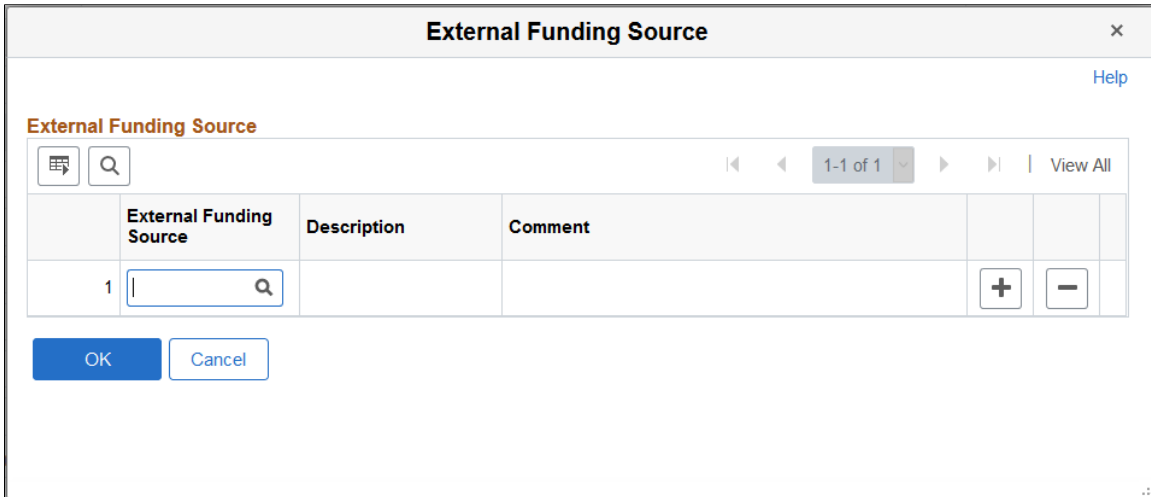 External Funding Source
×
Help
External Funding Source
1-1 of 1
| View All
External Funding Source
Description
Comment
1
OK
Cancel